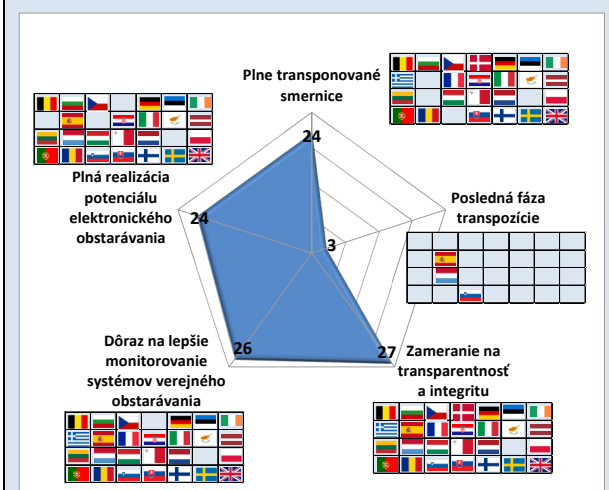 Plne transponované
smernice
24
Plná realizácia
potenciálu
elektronického
obstarávania
24
Posledná fáza
transpozície
3
Dôraz na lepšie
monitorovanie
systémov verejného
obstarávania
26
27
Zameranie na
transparentnosť
a integritu